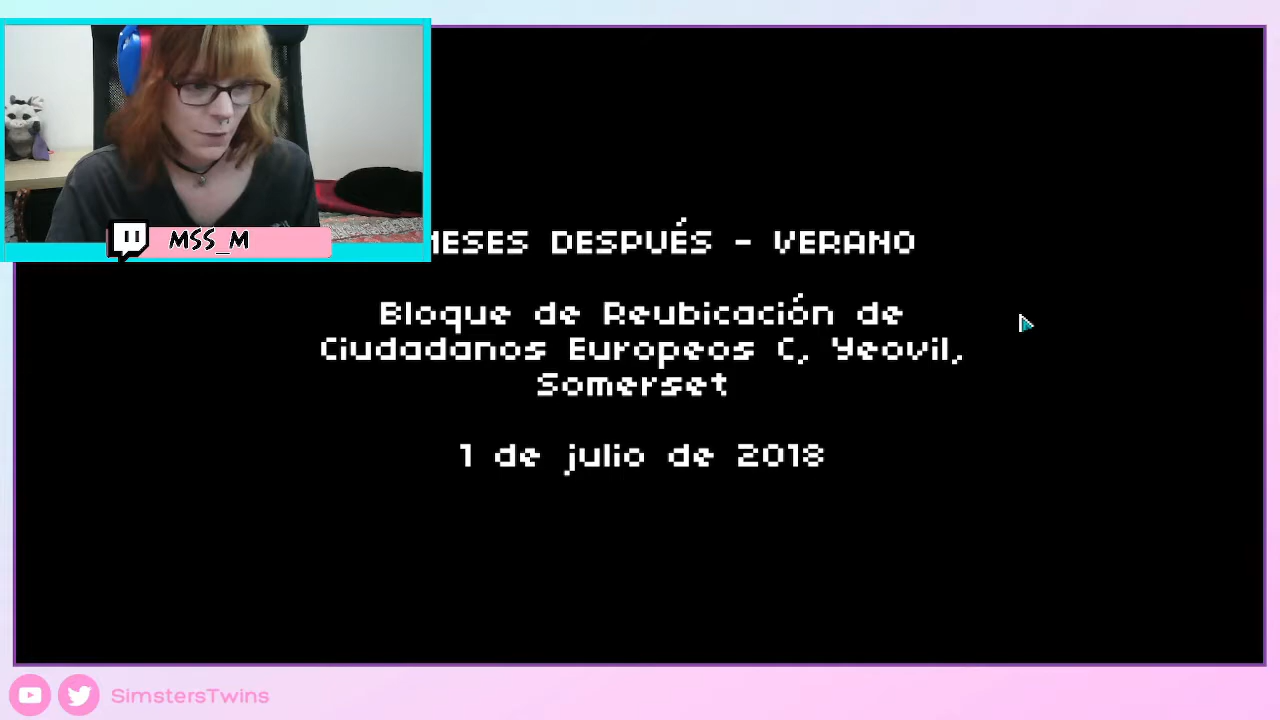 MSS_M
MESES DESPUÉS - VERANO
Bloque de Reubicación de
Ciudadanos Europeos C, Yeovil,
Somerset
1 de julio de 2018
SimstersTwins